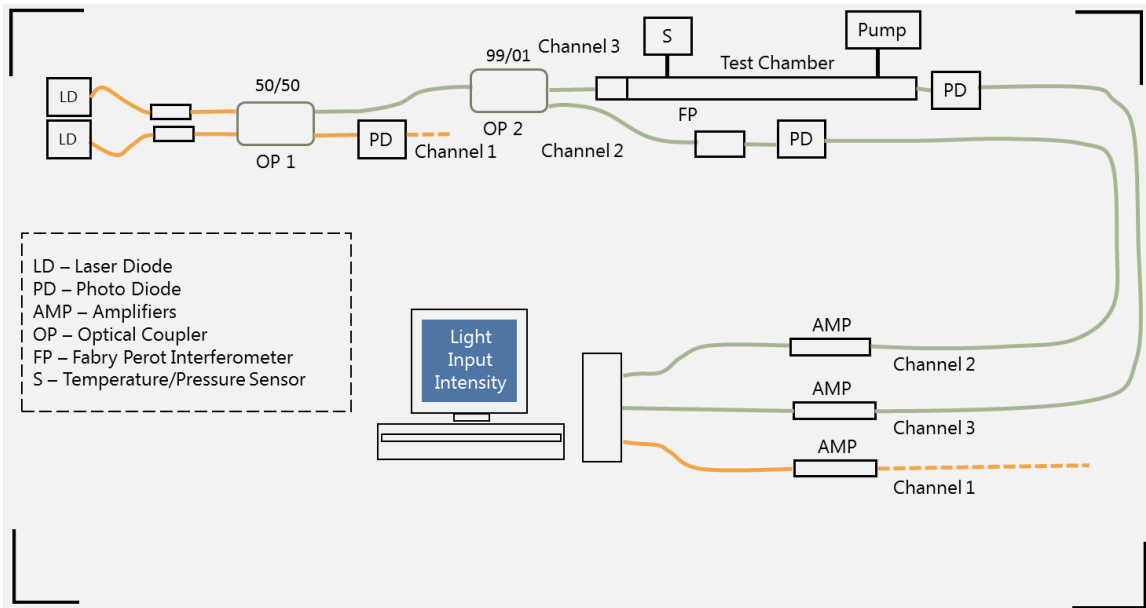 S
Pump
99/01
Channel 3
Test Chamber
50/50
LD
PD
LD
PD
FP
OP 2
Channel 1
Channel 2
PD
OP 1
LD – Laser Diode
PD – Photo Diode
AMP – Amplifiers
OP – Optical Coupler
FP – Fabry Perot Interferometer
S – Temperature/Pressure Sensor
Light
Input
Intensity
AMP
Channel 2
AMP
Channel 3
AMP
Channel 1